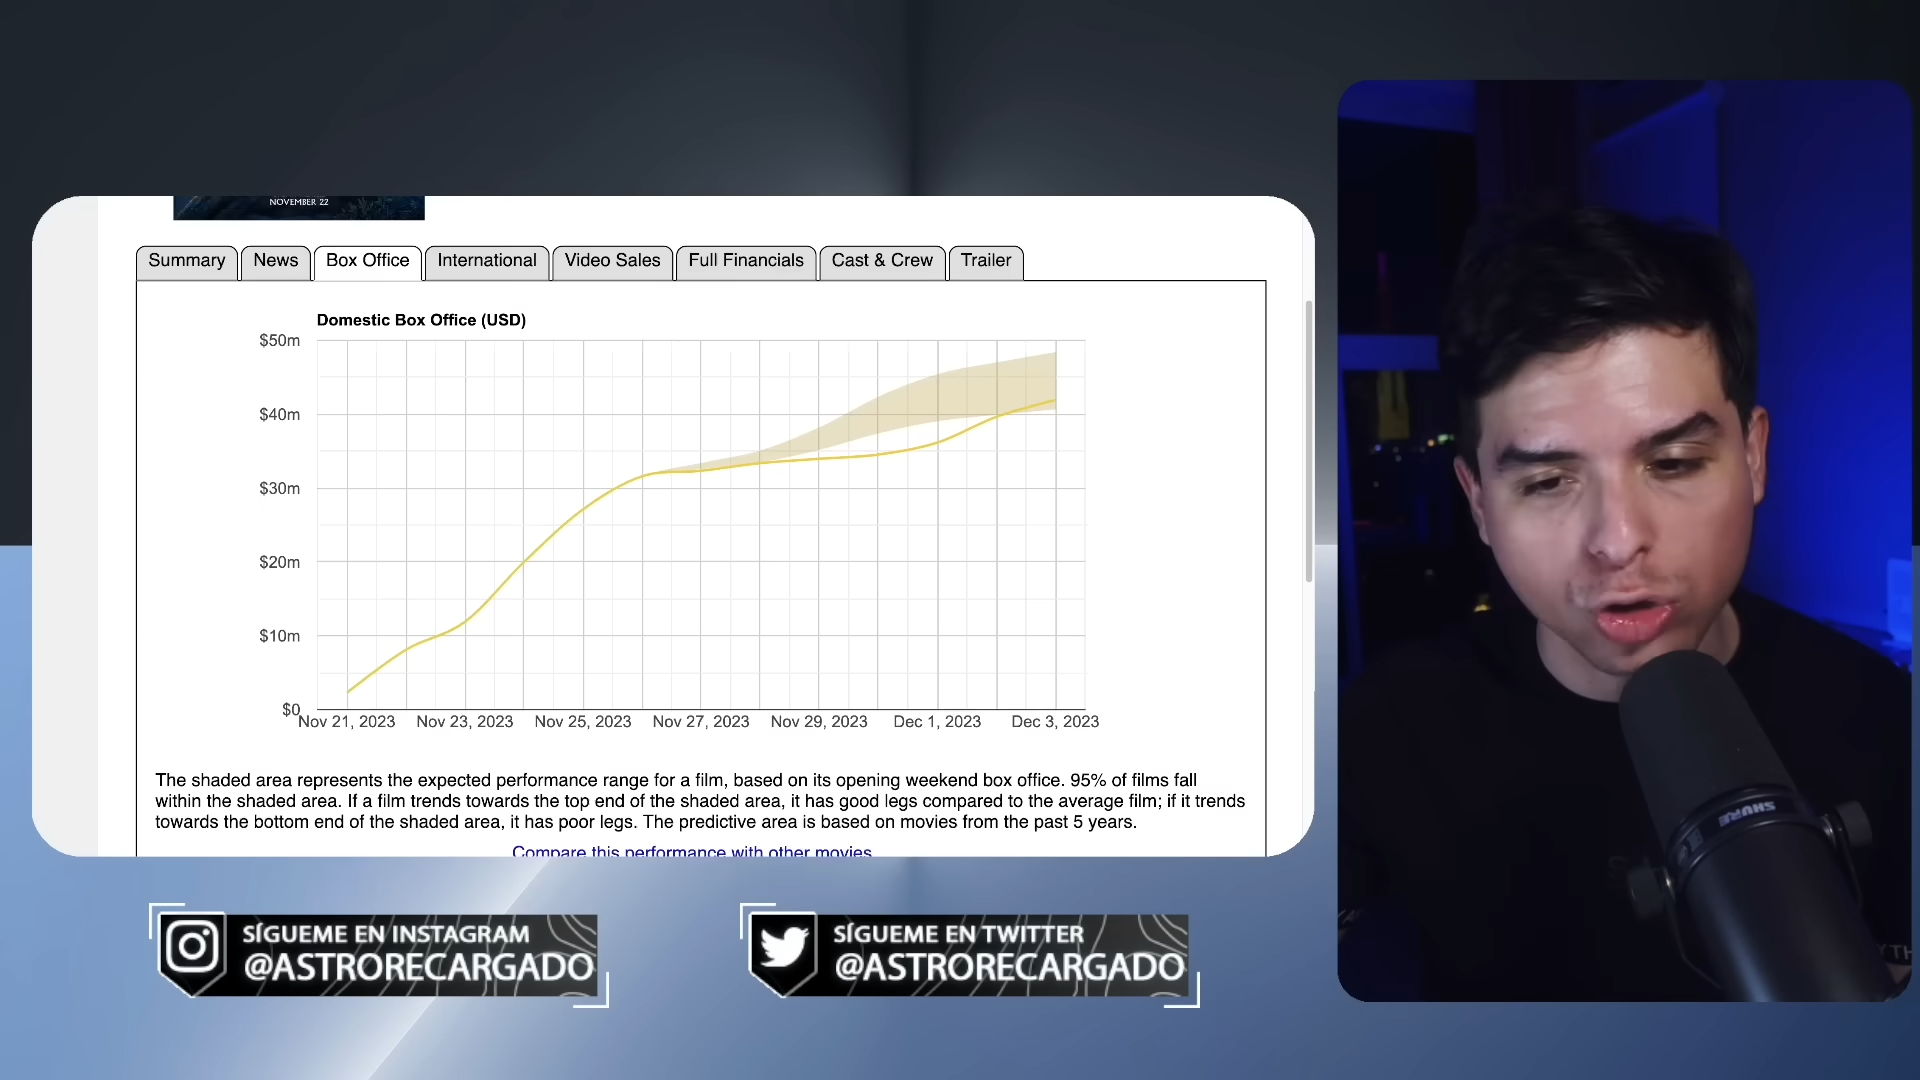 NOVEMBER 22
Summary
News
Box Office
International
Video Sales
Full Financials
Cast & Crew
Trailer
Domestic Box Office (USD)
$50m
$40m
$30m
$20m
$10m
$0
Nov 21, 2023
Nov 23, 2023
Nov 25, 2023
Nov 27, 2023
Nov 29, 2023
Dec 1, 2023
Dec 3, 2023
The shaded area represents the expected performance range for a film, based on its opening weekend box office. 95% of films fall
within the shaded area. If a film trends towards the top end of the shaded area, it has good legs compared to the average film; if it trends
towards the bottom end of the shaded area, it has poor legs. The predictive area is based on movies from the past 5 years.
Compare this performance with other movies
SÍGUEME EN INSTAGRAM
@ASTRORECARGADO
SÍGUEME EN TWITTER
@ASTRORECARGADO
SHURE